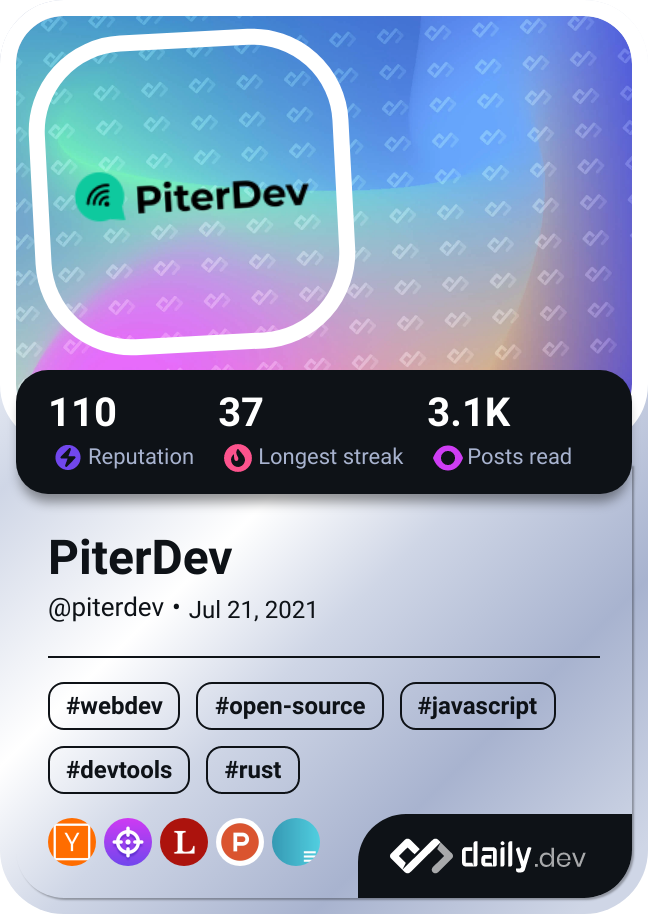 PiterDev
110 37 3.1K
Reputation Longest streak Posts read
PiterDev
@piterdev • Jul 21, 2021
#webdev #open-source #javascript
#devtools #rust
Y L P
daily.dev